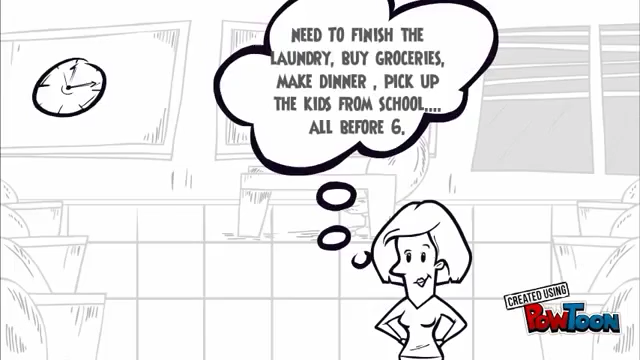 NEED TO FINISH THE
LAUNDRY, BUY GROCERIES,
MAKE DINNER , PICK UP
THE KIDS FROM SCHOOL....
ALL BEFORE 6.
CREATED USING
POWTOON